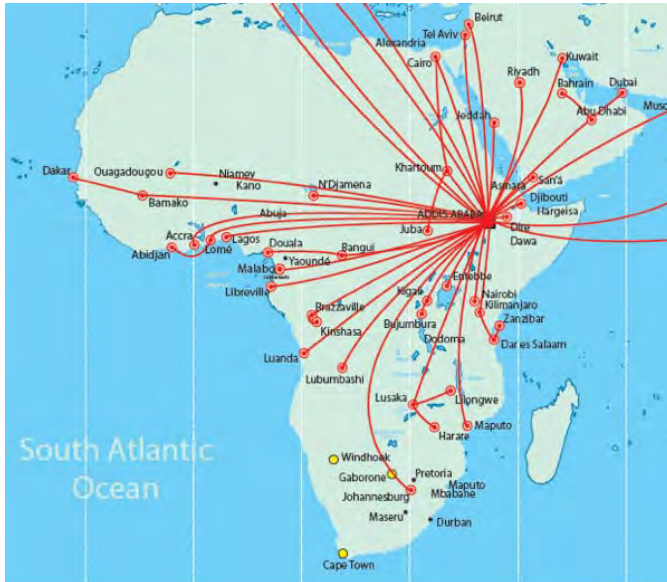 Beirut
Tel Aviv
Alexandria
Cairo
Kuwait
Riyadh
Bahrain
Dubai
Abu Dhabi
Jeddah
Khartoum
Dakar
Ouagadougou
Niamey
Kano
N'Djamena
Asmara
San'á
Djibouti
Hargeisa
Bamako
Abuja
ADDIS ABABA
Dire
Dawa
Juba
Accra
Lomé
Lagos
Abidjan
Douala
Bangui
Yaoundé
Malabo
Libreville
Entebbe
Kigali
Nairobi
Kilimanjaro
Brazzaville
Kinshasa
Bujumbura
Zanzibar
Dodoma
Dar es Salaam
Luanda
Lubumbashi
Lusaka
Lilongwe
Harare
Maputo
South Atlantic
Ocean
Windhoek
Gaborone
Pretoria
Maputo
Johannesburg
Mbabane
Maseru
Durban
Cape Town